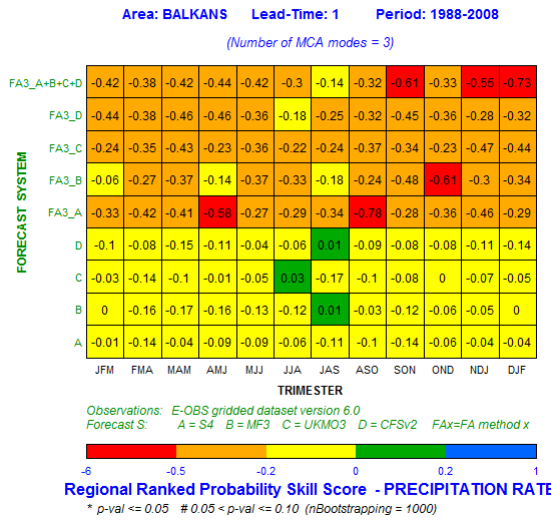 Area: BALKANS Lead-Time: 1 Period: 1988-2008
(Number of MCA modes = 3)
FORECAST SYSTEM
FA3_A+B+C+D -0.42 -0.38 -0.42 -0.44 -0.42 -0.3 -0.14 -0.32 -0.61 -0.33 -0.55 -0.73
FA3_D -0.44 -0.38 -0.46 -0.46 -0.36 -0.18 -0.25 -0.32 -0.45 -0.36 -0.28 -0.32
FA3_C -0.24 -0.35 -0.43 -0.23 -0.36 -0.22 -0.24 -0.37 -0.34 -0.23 -0.47 -0.44
FA3_B -0.06 -0.27 -0.37 -0.14 -0.37 -0.33 -0.18 -0.24 -0.48 -0.61 -0.3 -0.34
FA3_A -0.33 -0.42 -0.41 -0.58 -0.27 -0.29 -0.34 -0.78 -0.28 -0.36 -0.46 -0.29
D -0.1 -0.08 -0.15 -0.11 -0.04 -0.06 0.01 -0.09 -0.08 -0.08 -0.11 -0.14
C -0.03 -0.14 -0.1 -0.01 -0.05 0.03 -0.17 -0.1 -0.08 0 -0.07 -0.05
B 0 -0.16 -0.17 -0.16 -0.13 -0.12 0.01 -0.03 -0.12 -0.06 -0.05 0
A -0.01 -0.14 -0.04 -0.09 -0.09 -0.06 -0.11 -0.1 -0.14 -0.06 -0.04 -0.04
JFM FMA MAM AMJ MJJ JJA JAS ASO SON OND NDJ DJF
TRIMESTER
Observations: E-OBS gridded dataset version 6.0
Forecast S: A = S4 B = MF3 C = UKMO3 D = CFSv2 FAx=FA method x
-6 -0.5 -0.2 0 0.2 1
Regional Ranked Probability Skill Score - PRECIPITATION RATE
* p-val <= 0.05 # 0.05 < p-val <= 0.10 (nBootstrapping = 1000)